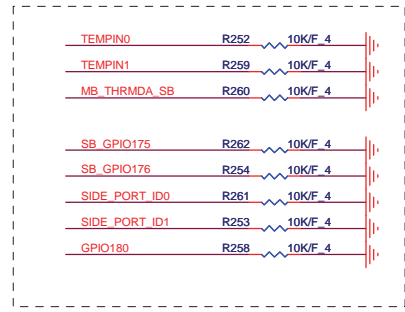 TEMPIN0 R252 10K/F_4
TEMPIN1 R259 10K/F_4
MB_THRMDA_SB R260 10K/F_4
SB_GPIO175 R262 10K/F_4
SB_GPIO176 R254 10K/F_4
SIDE_PORT_ID0 R261 10K/F_4
SIDE_PORT_ID1 R253 10K/F_4
GPIO180 R258 10K/F_4